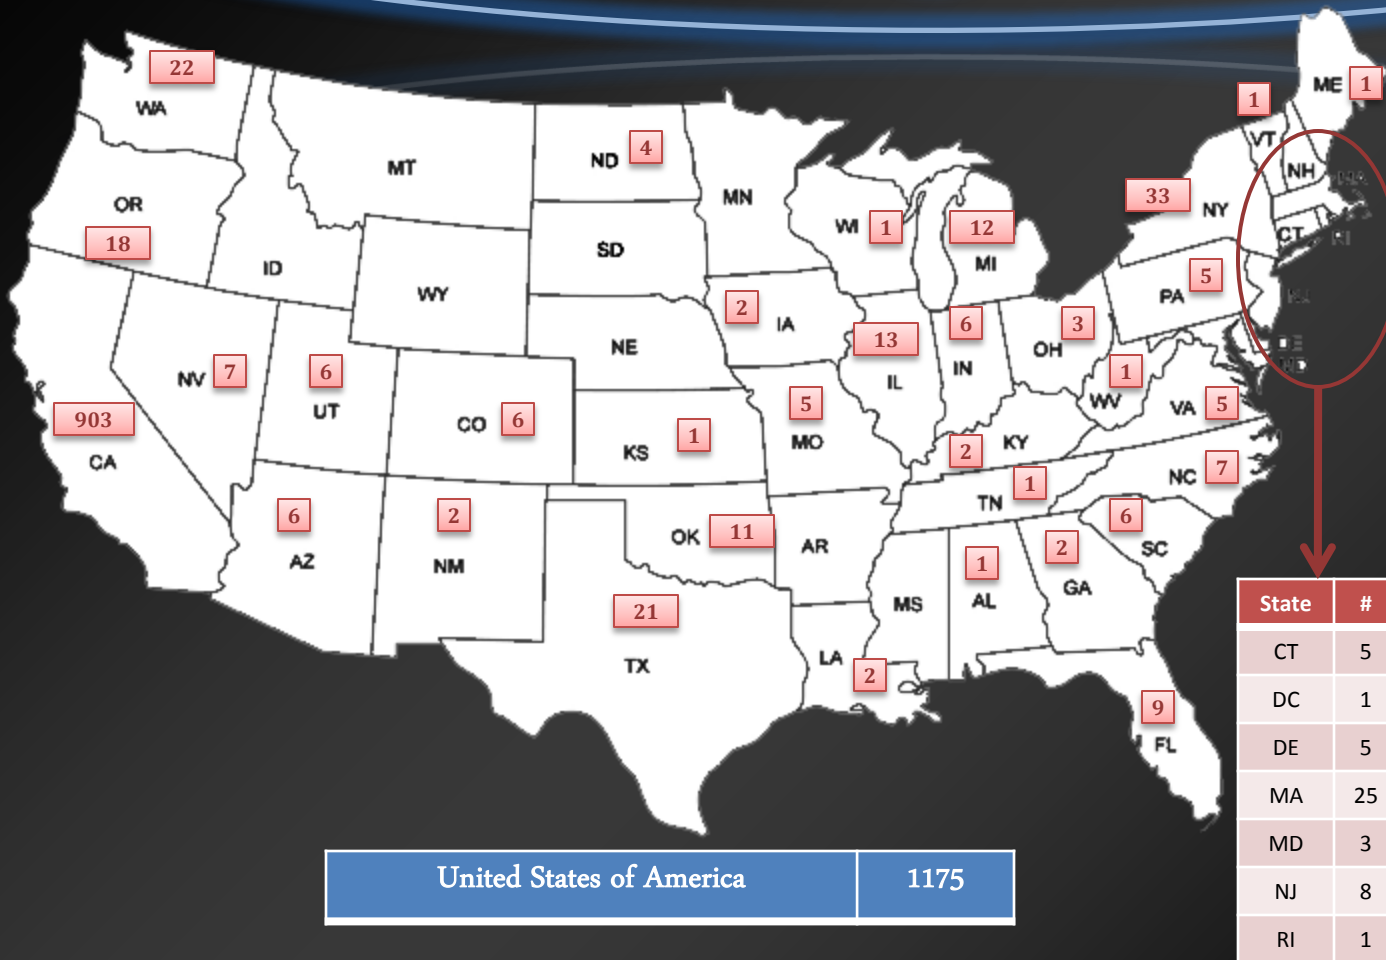 22
WA
ME 1
1
VT
NH
MA
MT
ND 4
MN
OR
18
33
NY
WI 1
12
MI
CT
RI
SD
ID
WY
PA 5
NJ
2
IA
13
IL
6
IN
3
OH
DE
MD
NE
NV 7
6
UT
CO 6
903
CA
KS 1
5
MO
1
WV
VA 5
2
KY
NC 7
TN 1
6
AZ
2
NM
OK 11
AR
6
SC
2
GA
1
AL
MS
21
TX
LA
2
9
FL
State #
CT 5
DC 1
DE 5
MA 25
MD 3
NJ 8
RI 1
United States of America 1175